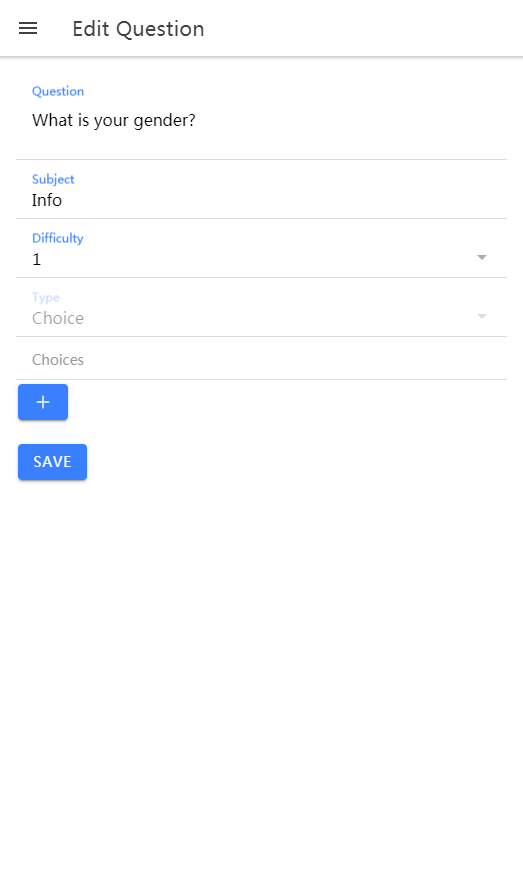 Edit Question
Question
What is your gender?
Subject
Info
Difficulty
1
Type
Choice
Choices
+
SAVE